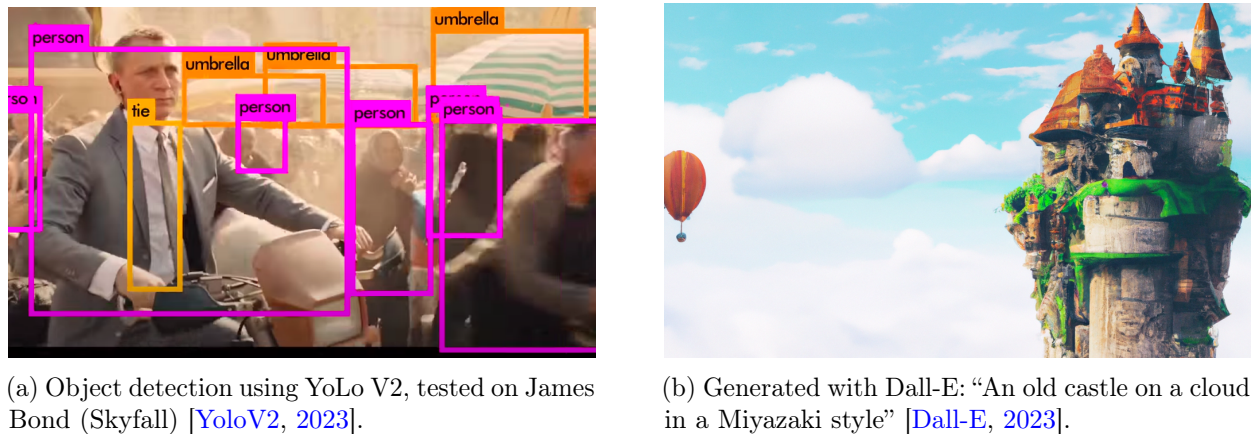 person
umbrella
umbrella
umbrella
tie
person
person
person
(a) Object detection using YoLo V2, tested on James
Bond (Skyfall) [YoloV2, 2023].
(b) Generated with Dall-E: “An old castle on a cloud
in a Miyazaki style” [Dall-E, 2023].